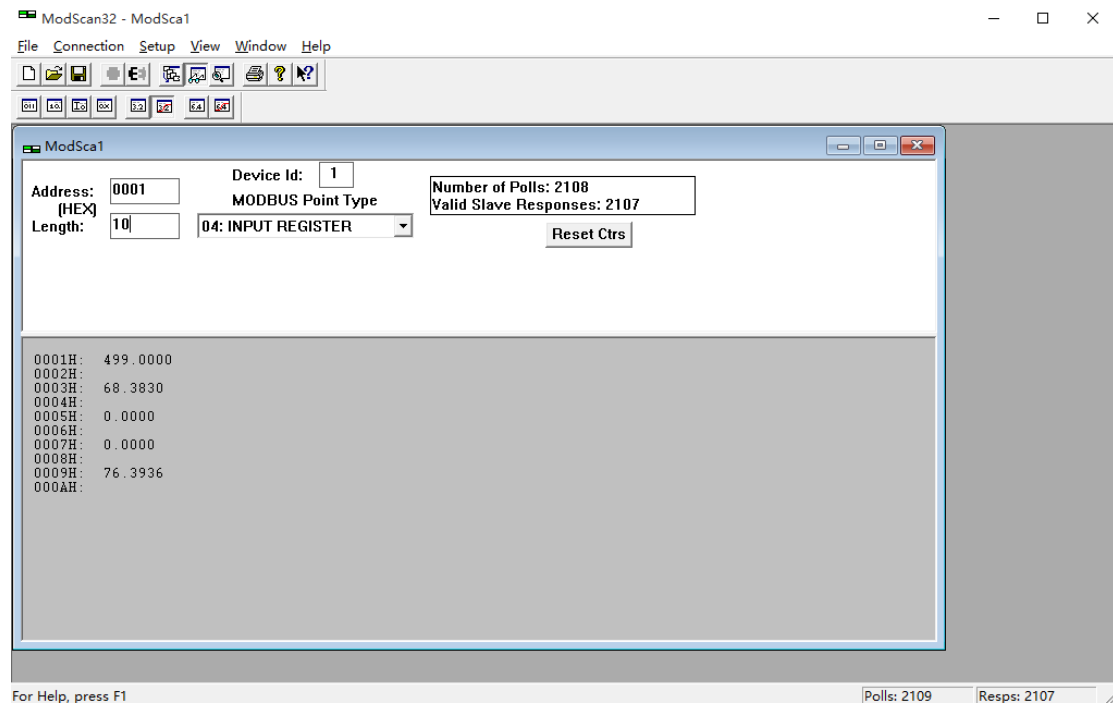 ModScan32 - ModSca1
File Connection Setup View Window Help
ModSca1
Address: 0001
(HEX)
Length: 10
Device Id: 1
MODBUS Point Type
04: INPUT REGISTER
Number of Polls: 2108
Valid Slave Responses: 2107
Reset Ctrs
0001H: 499.0000
0002H:
0003H: 68.3830
0004H:
0005H: 0.0000
0006H:
0007H: 0.0000
0008H:
0009H: 76.3936
000AH:
For Help, press F1
Polls: 2109
Resps: 2107